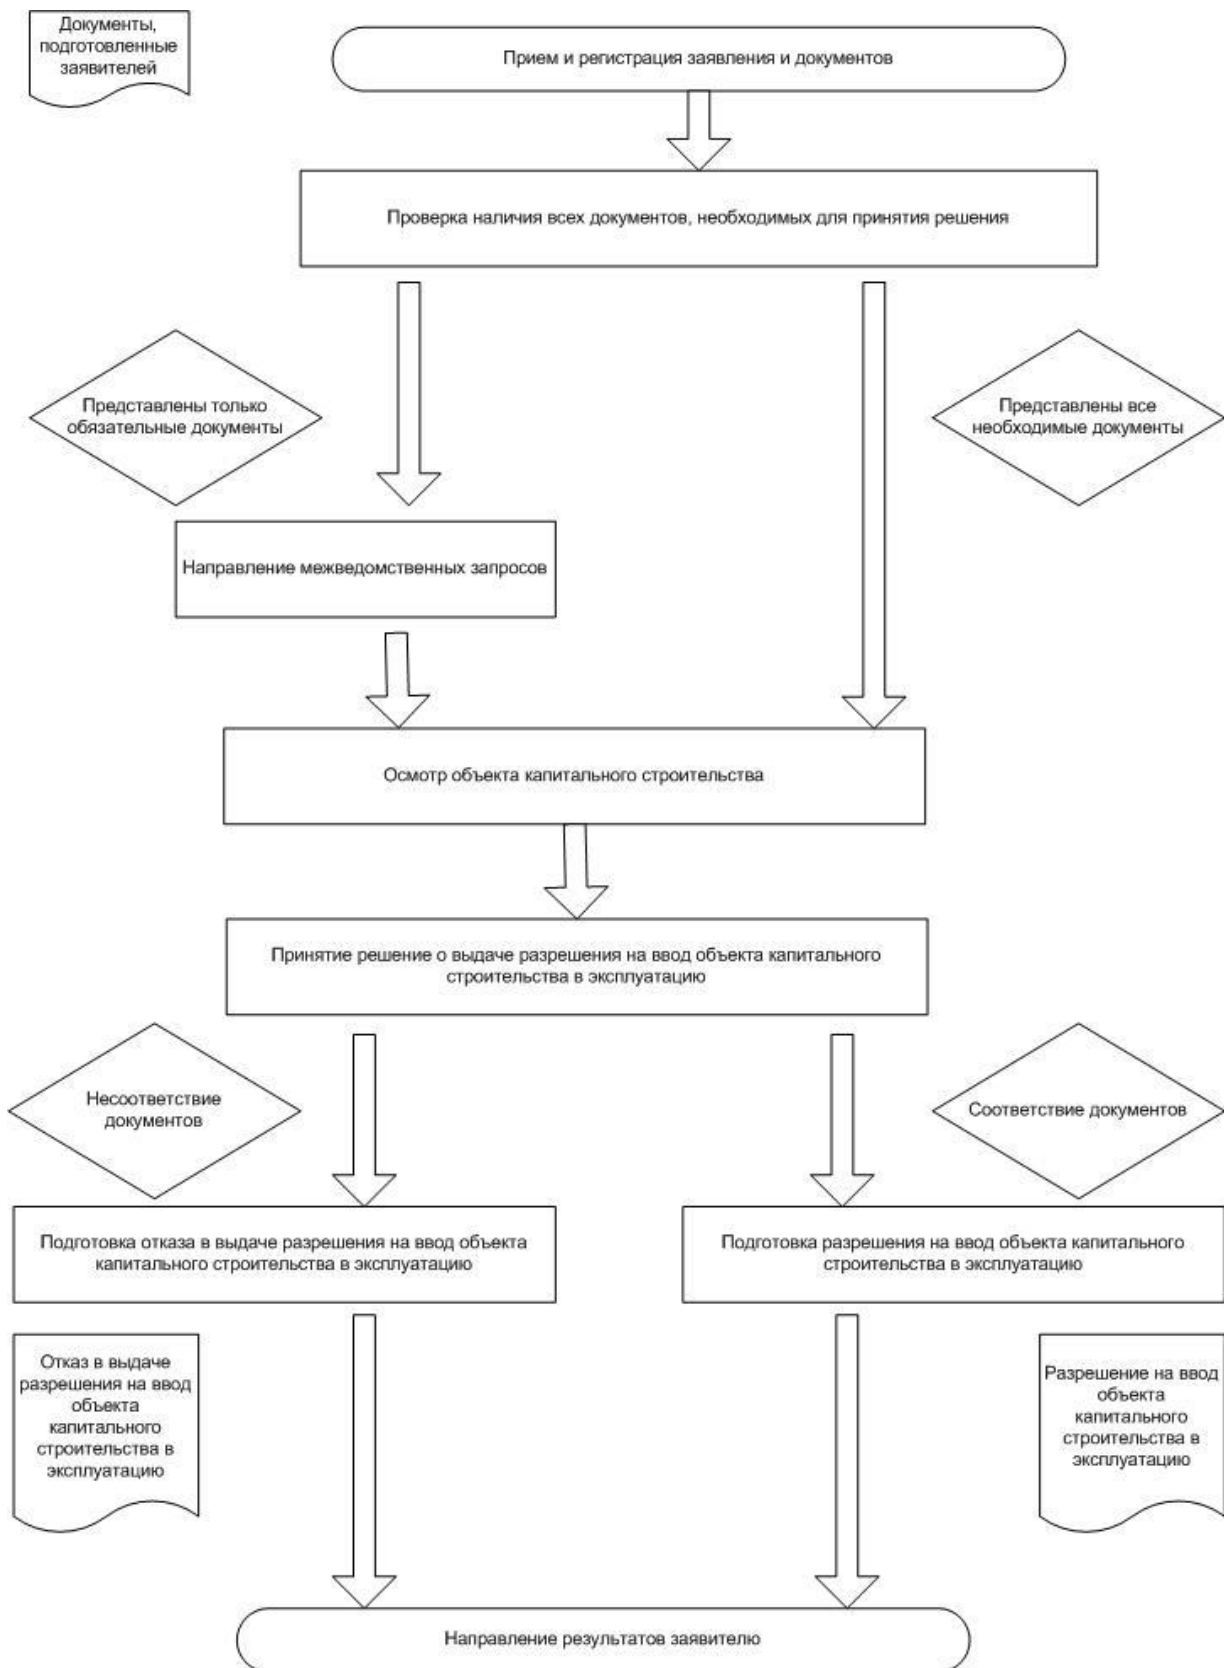 Документы,
подготовленные
заявителей
Прием и регистрация заявления и документов
Проверка наличия всех документов, необходимых для принятия решения
Представлены только
обязательные документы
Представлены все
необходимые документы
Направление межведомственных запросов
Осмотр объекта капитального строительства
Принятие решение о выдаче разрешения на ввод объекта капитального
строительства в эксплуатацию
Несоответствие
документов
Соответствие документов
Подготовка отказа в выдаче разрешения на ввод объекта
капитального строительства в эксплуатацию
Подготовка разрешения на ввод объекта капитального
строительства в эксплуатацию
Отказ в выдаче
разрешения на ввод
объекта
капитального
строительства в
эксплуатацию
Разрешение на ввод
объекта
капитального
строительства в
эксплуатацию
Направление результатов заявителю